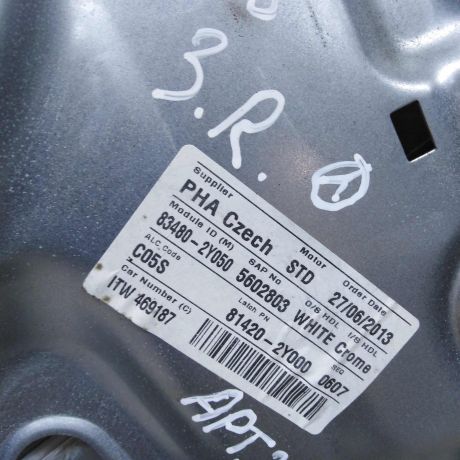 3.R.
Supplier Motor Order Date
PHA Czech STD 27/06/2013
Module ID (M) SAP No O/S HDL I/S HDL
83480-2Y050 5602803 WHITE Crome
ALC Code Latch PN SEQ
C05S 81420-2Y000 0607
Car Number (C)
ITW 469187
АРТ